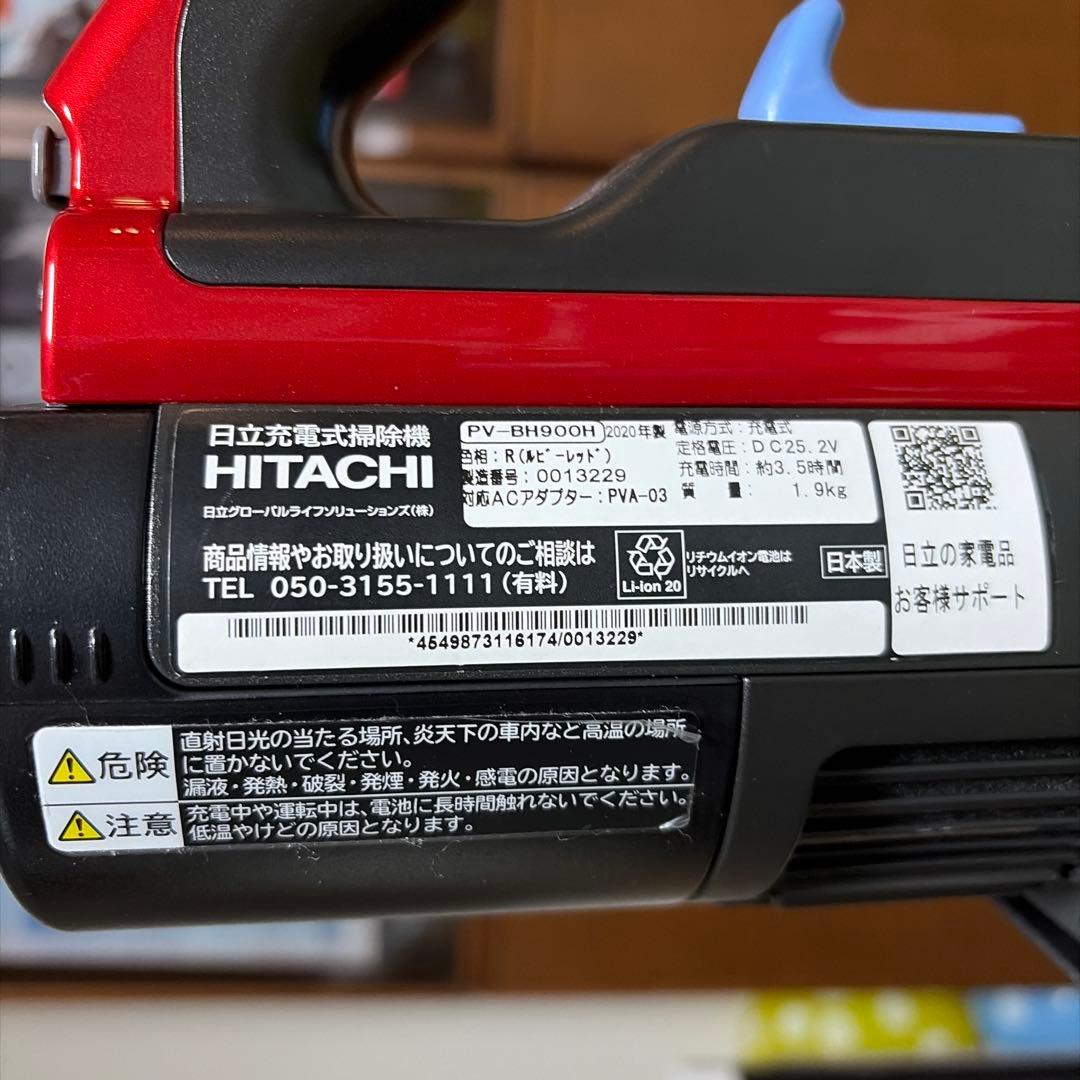 日立充電式掃除機
HITACHI
日立グローバルライフソリューションズ(株)
PV-BH900H 2020年製
色相:R(ルビーレッド)
製造番号:0013229
対応ACアダプター:PVA-03
電源方式:充電式
定格電圧:DC25.2V
充電時間:約3.5時間
質 量: 1.9kg
商品情報やお取り扱いについてのご相談は
TEL 050-3155-1111(有料)
Li-ion 20
リチウムイオン電池は
リサイクルへ
日本製
*4549873116174/0013229*
日立の家電品
お客様サポート
危険
直射日光の当たる場所、炎天下の車内など高温の場所
に置かないでください。
漏液・発熱・破裂・発煙・発火・感電の原因となります。
注意
充電中や運転中は、電池に長時間触れないでください。
低温やけどの原因となります。